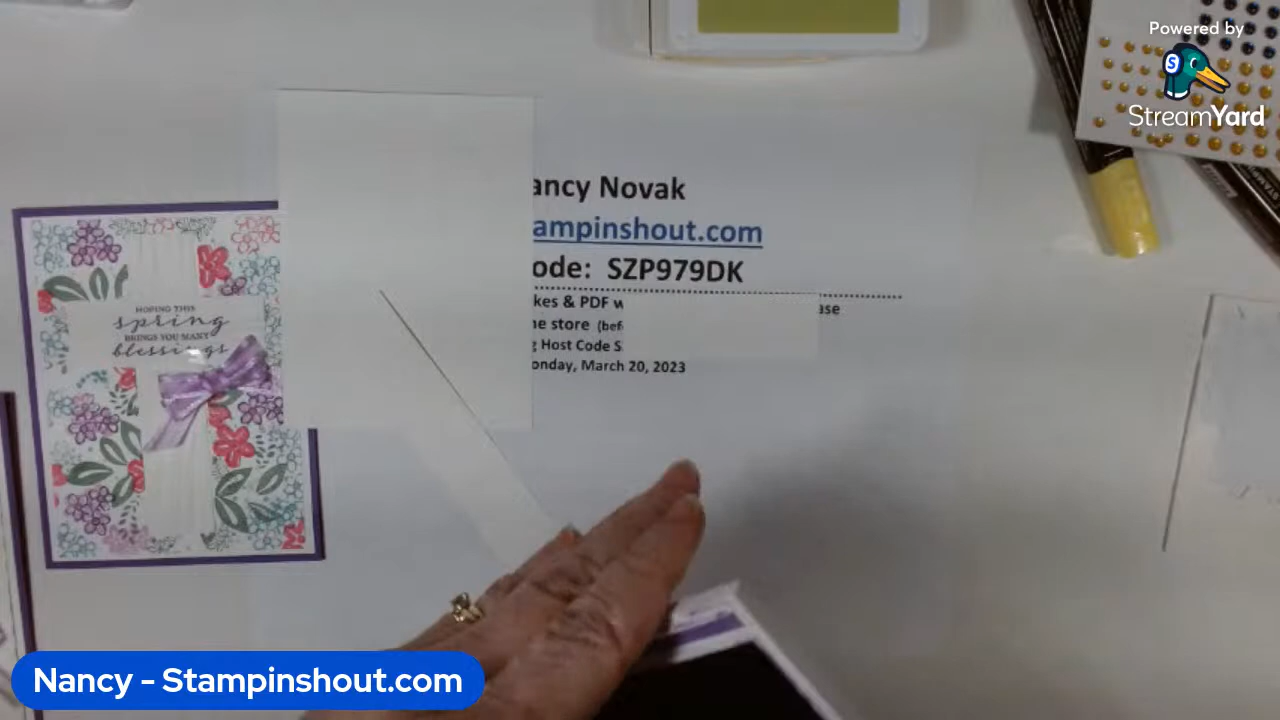 Powered by
StreamYard
ancy Novak
ampinshout.com
ode: SZP979DK
kes & PDF w ase
e store (bef
g Host Code S
onday, March 20, 2023
HOPING THIS
spring
BRINGS YOU MANY
blessings
Nancy - Stampinshout.com